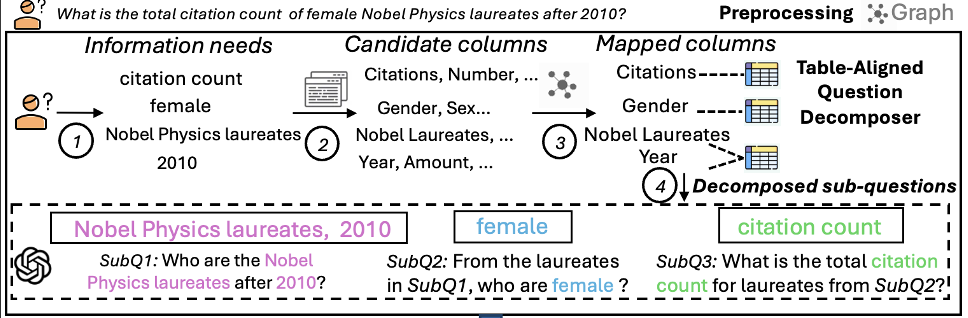 What is the total citation count of female Nobel Physics laureates after 2010?
Preprocessing Graph
Information needs
Candidate columns
Mapped columns
citation count
female
Nobel Physics laureates
2010
Citations, Number, ...
Gender, Sex...
Nobel Laureates, ...
Year, Amount, ...
Citations
Gender
Nobel Laureates
Year
Table-Aligned
Question
Decomposer
?
1
2
3
4
Decomposed sub-questions
Nobel Physics laureates, 2010
female
citation count
SubQ1: Who are the Nobel
Physics laureates after 2010?
SubQ2: From the laureates
in SubQ1, who are female ?
SubQ3: What is the total citation
count for laureates from SubQ2?